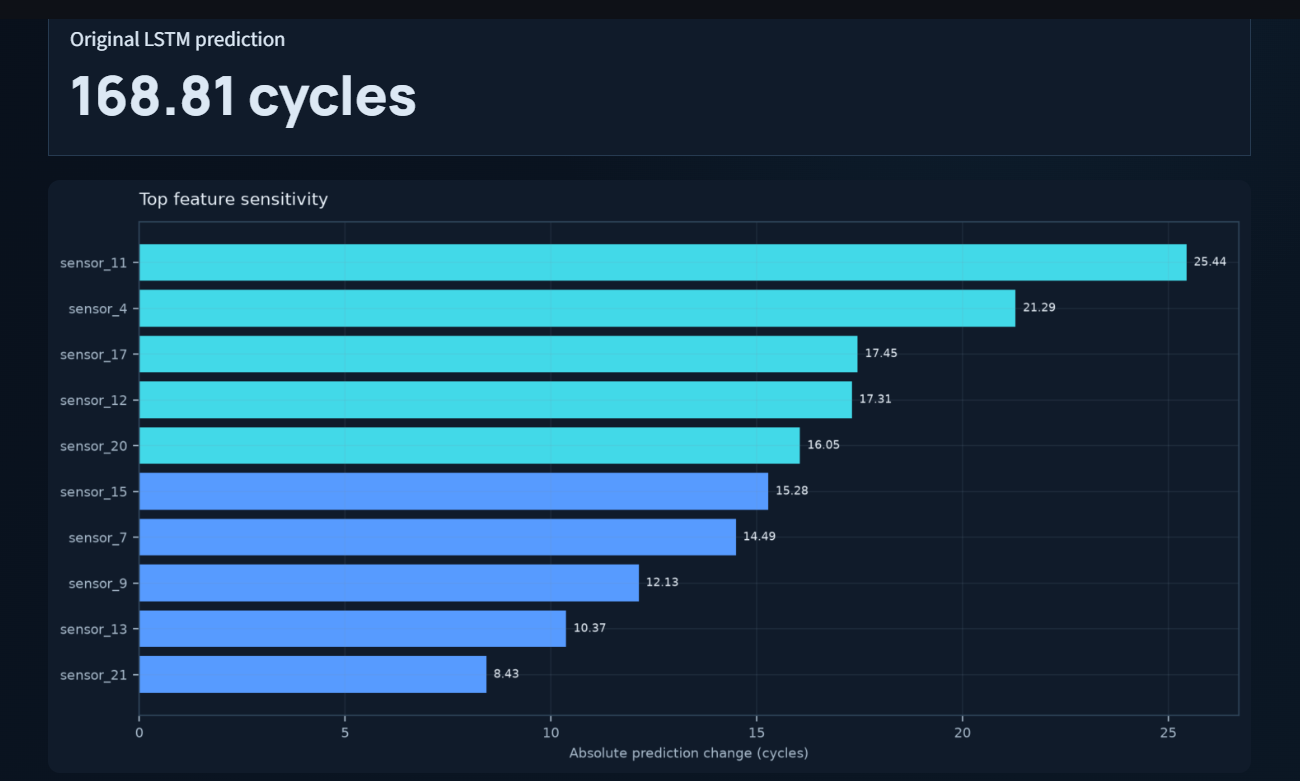 Original LSTM prediction
168.81 cycles
Top feature sensitivity
sensor_11 25.44
sensor_4 21.29
sensor_17 17.45
sensor_12 17.31
sensor_20 16.05
sensor_15 15.28
sensor_7 14.49
sensor_9 12.13
sensor_13 10.37
sensor_21 8.43
0 5 10 15 20 25
Absolute prediction change (cycles)